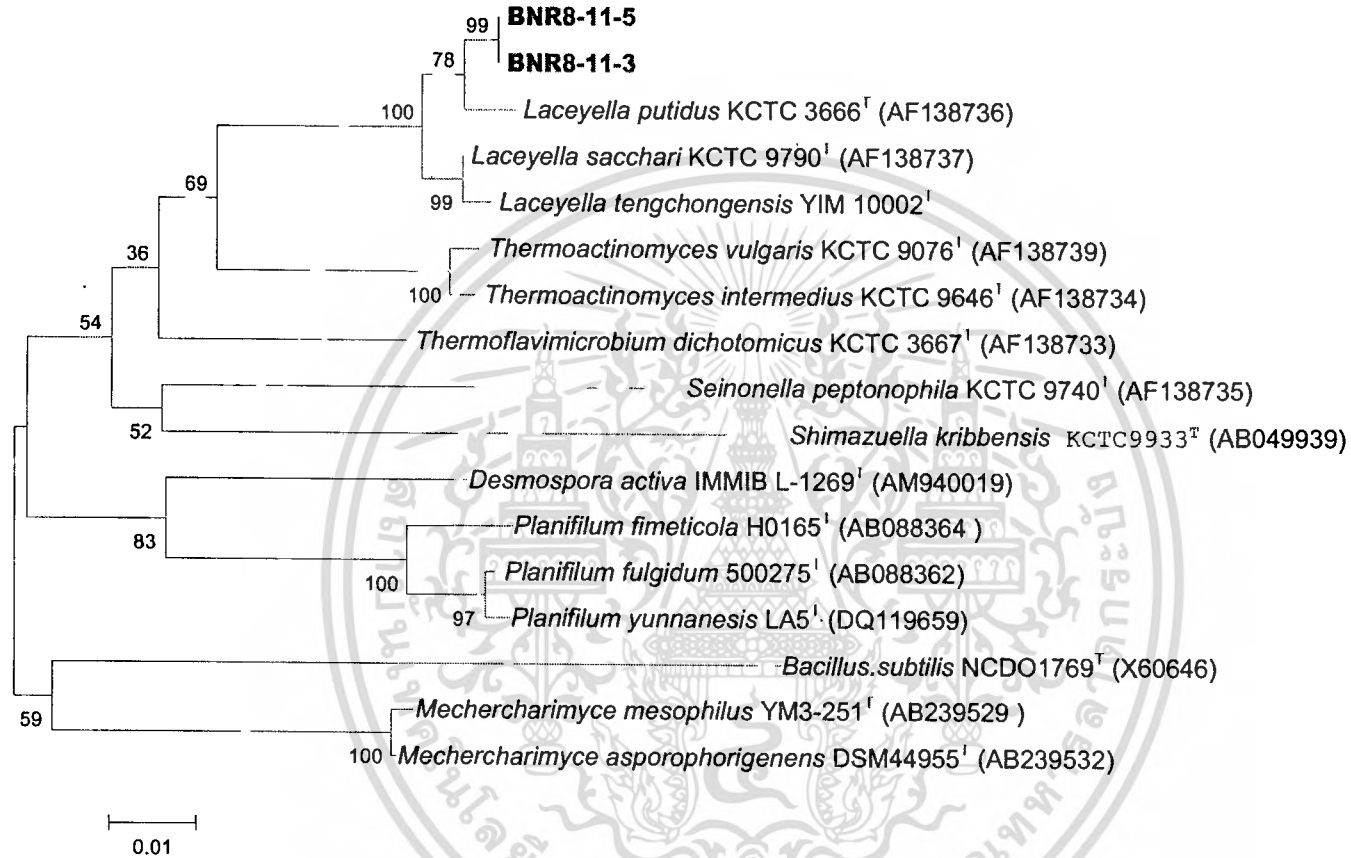 99 BNR8-11-5
78 BNR8-11-3
100 Laceyella putidus KCTC 3666ᵀ (AF138736)
Laceyella sacchari KCTC 9790ᵀ (AF138737)
69
99 Laceyella tengchongensis YIM 10002ᵀ
36 Thermoactinomyces vulgaris KCTC 9076ᵀ (AF138739)
100 Thermoactinomyces intermedius KCTC 9646ᵀ (AF138734)
54
Thermoflavimicrobium dichotomicus KCTC 3667ᵀ (AF138733)
Seinonella peptonophila KCTC 9740ᵀ (AF138735)
52 Shimazuella kribbensis KCTC9933ᵀ (AB049939)
Desmospora activa IMMIB L-1269ᵀ (AM940019)
83 Planifilum fimeticola H0165ᵀ (AB088364 )
100 Planifilum fulgidum 500275ᵀ (AB088362)
97 Planifilum yunnanesis LA5ᵀ (DQ119659)
Bacillus.subtilis NCDO1769ᵀ (X60646)
59 Mechercharimyce mesophilus YM3-251ᵀ (AB239529 )
100 Mechercharimyce asporophorigenens DSM44955ᵀ (AB239532)
0.01